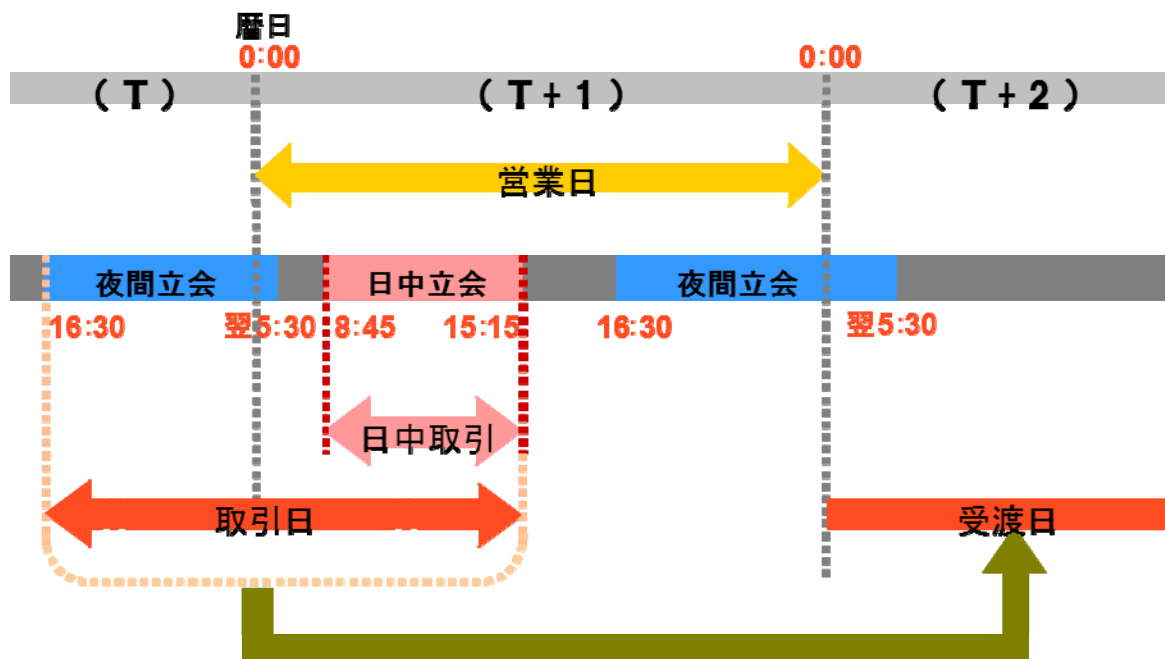 暦日
0:00 0:00
(T) (T+1) (T+2)
営業日
夜間立会 日中立会 夜間立会
16:30 翌5:30 8:45 15:15 16:30 翌5:30
日中取引
取引日 受渡日